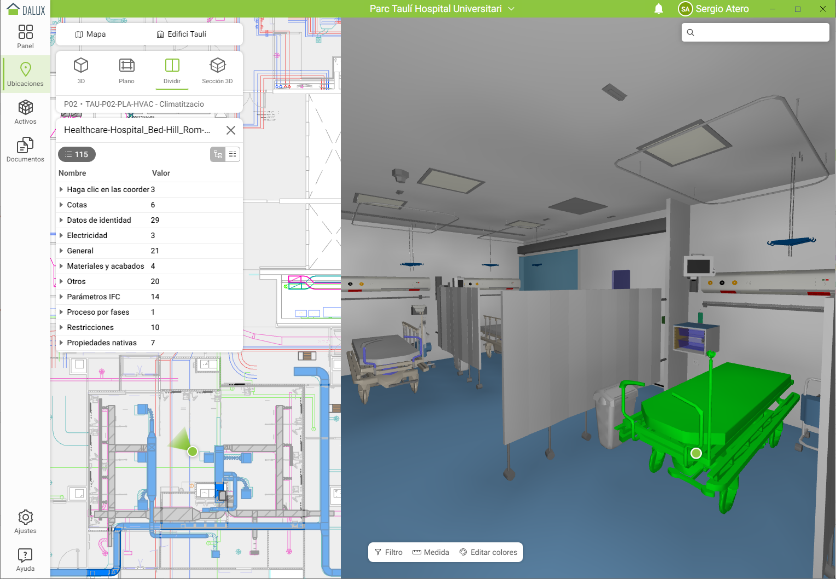 DALUX
Parc Taulí Hospital Universitari
SA Sergio Atero
Panel
Ubicaciones
Activos
Documentos
Ajustes
Ayuda
Mapa
Edifici Taulí
3D
Plano
Dividir
Sección 3D
P02 • TAU-P02-PLA-HVAC - Climatitzacio
Healthcare-Hospital_Bed-Hill_Rom-...
115
Nombre Valor
Haga clic en las coorder 3
Cotas 6
Datos de identidad 29
Electricidad 3
General 21
Materiales y acabados 4
Otros 20
Parámetros IFC 14
Proceso por fases 1
Restricciones 10
Propiedades nativas 7
Filtro
Medida
Editar colores